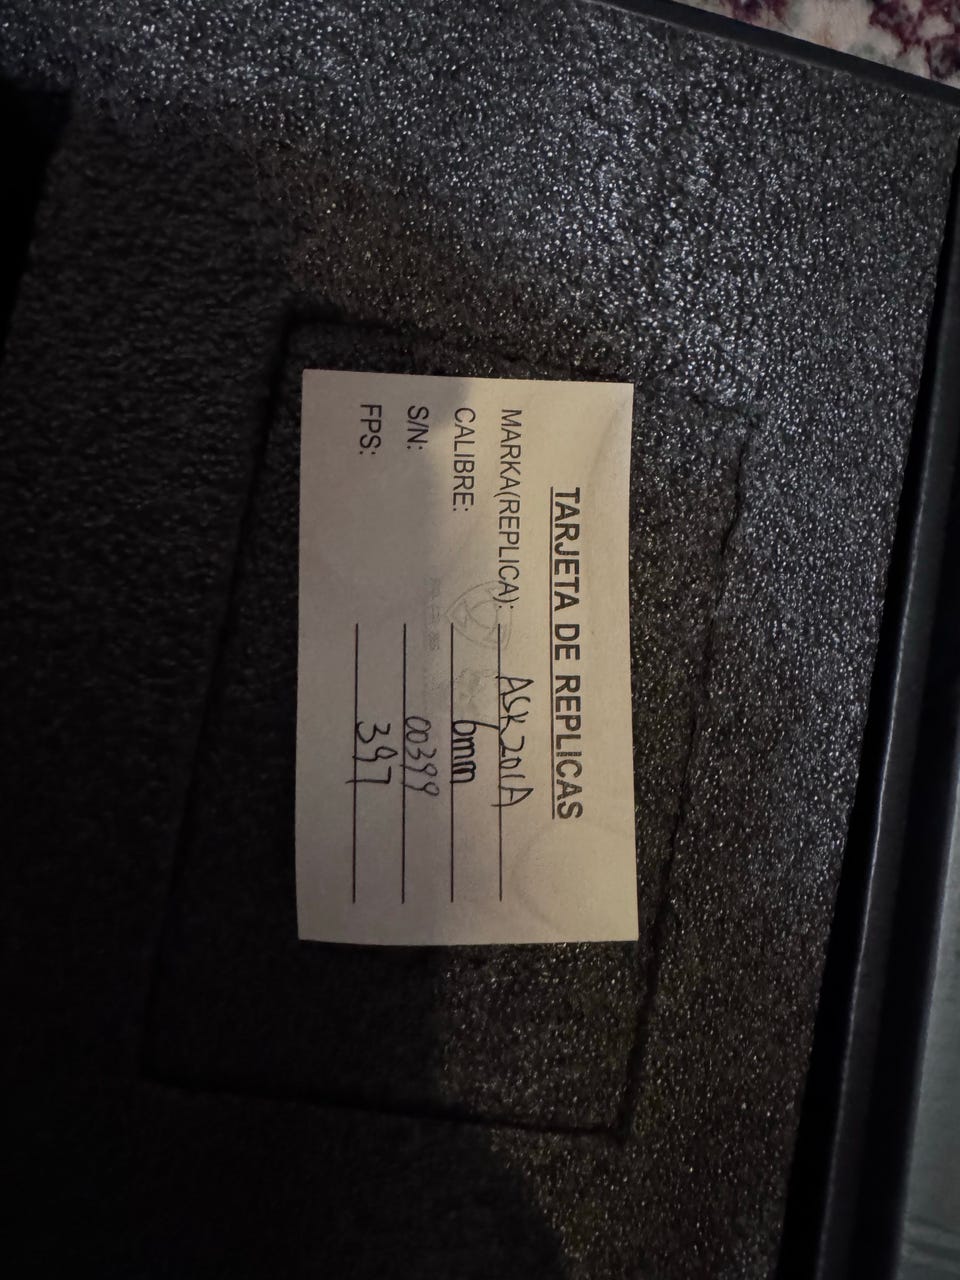 TARJETA DE REPLICAS
MARKA(REPLICA): ASK201A
CALIBRE: 6mm
S/N: 00399
FPS: 397